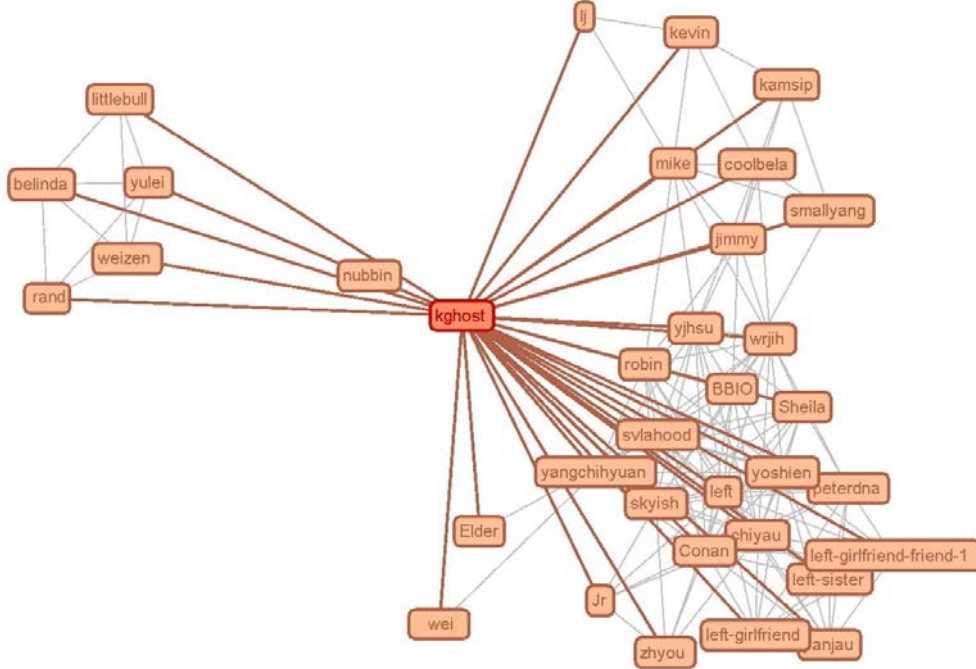 lj
kevin
kamsip
littlebull
mike
coolbela
belinda
yulei
smallyang
jimmy
weizen
nubbin
rand
kghost
yjhsu
wrjih
robin
BBIO
Sheila
svlahood
yangchihyuan
yoshien
left
peterdna
skyish
Elder
chiyau
Conan
left-girlfriend-friend-1
left-sister
Jr
wei
left-girlfriend
anjau
zhyou